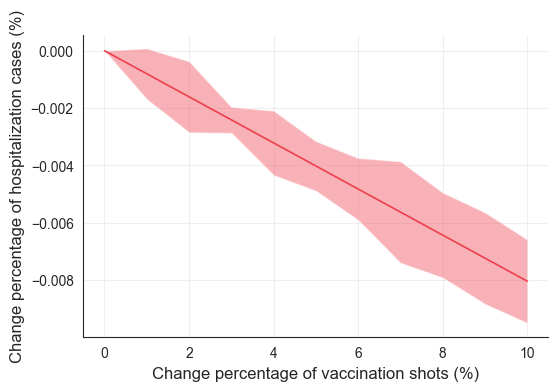 Change percentage of hospitalization cases (%)
0.000
−0.002
−0.004
−0.006
−0.008
0 2 4 6 8 10
Change percentage of vaccination shots (%)